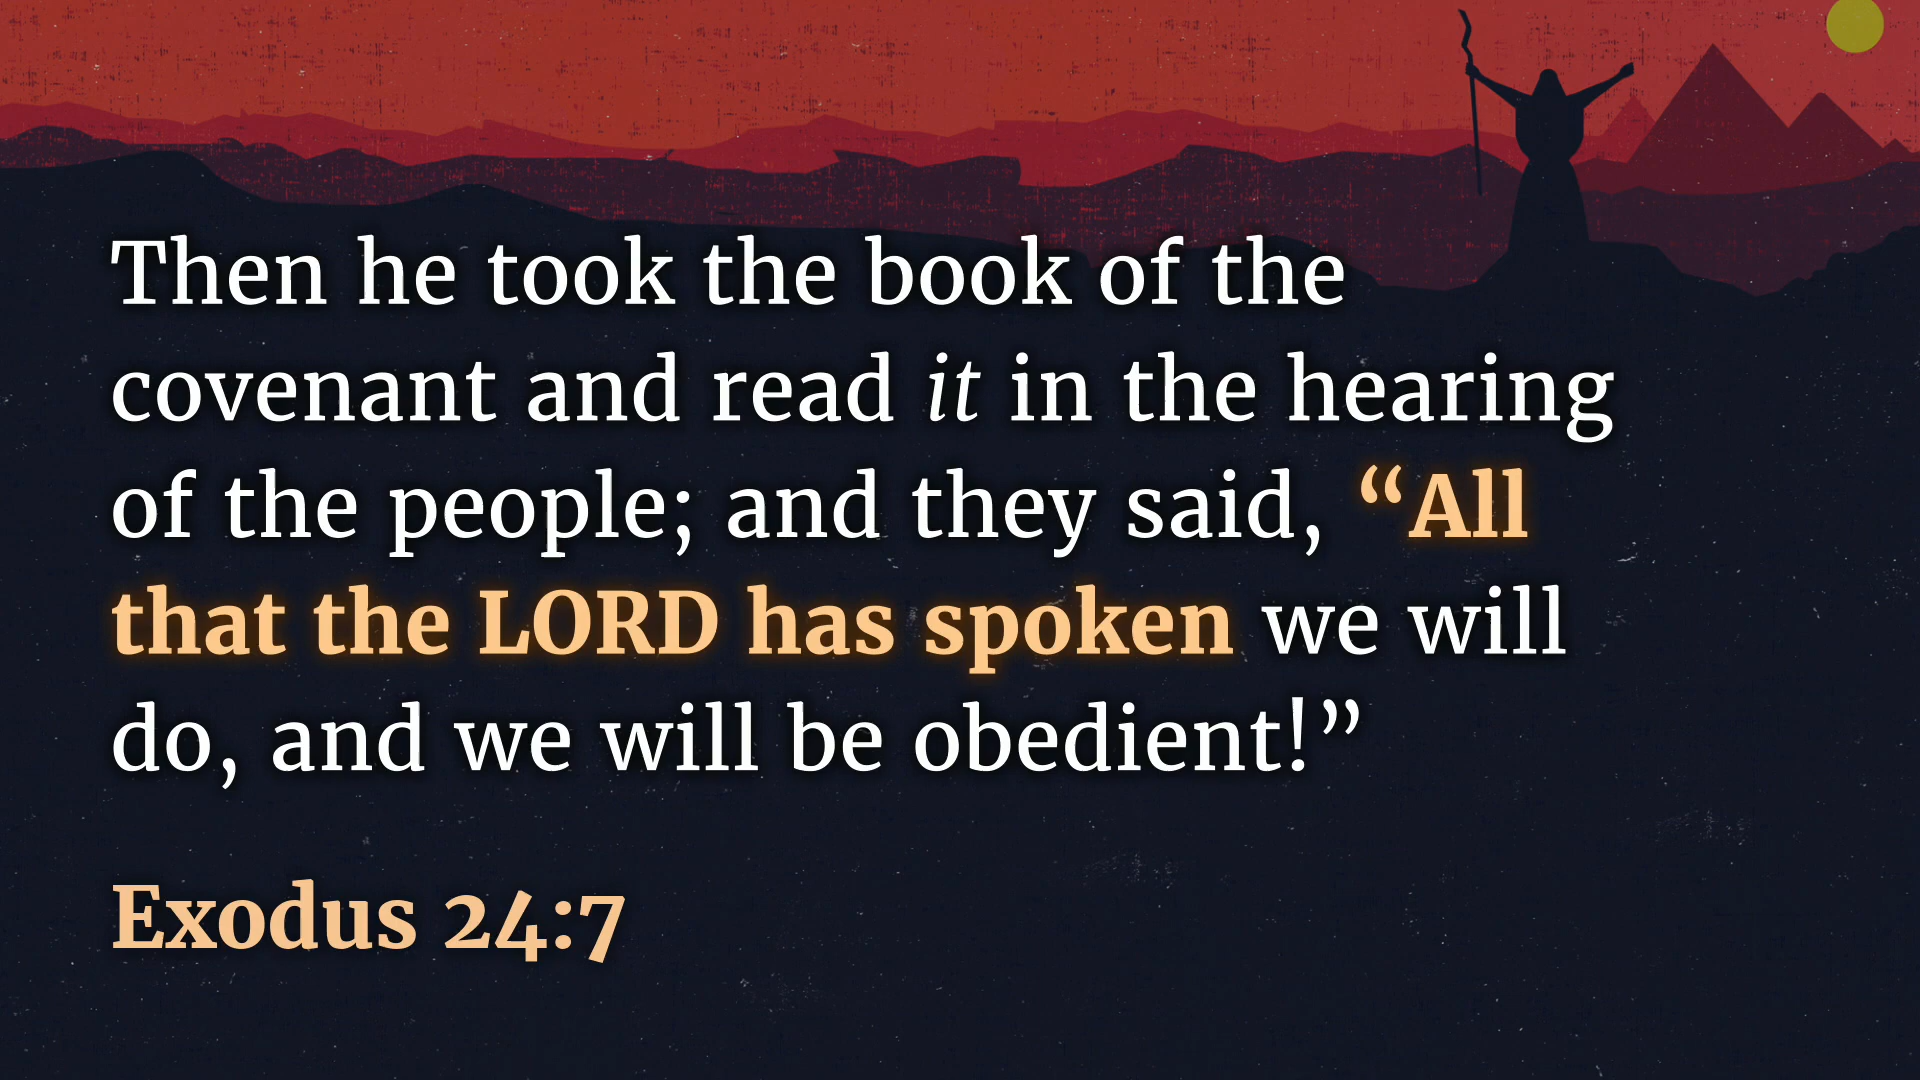 Then he took the book of the
covenant and read it in the hearing
of the people; and they said, “All
that the LORD has spoken we will
do, and we will be obedient!”
Exodus 24:7